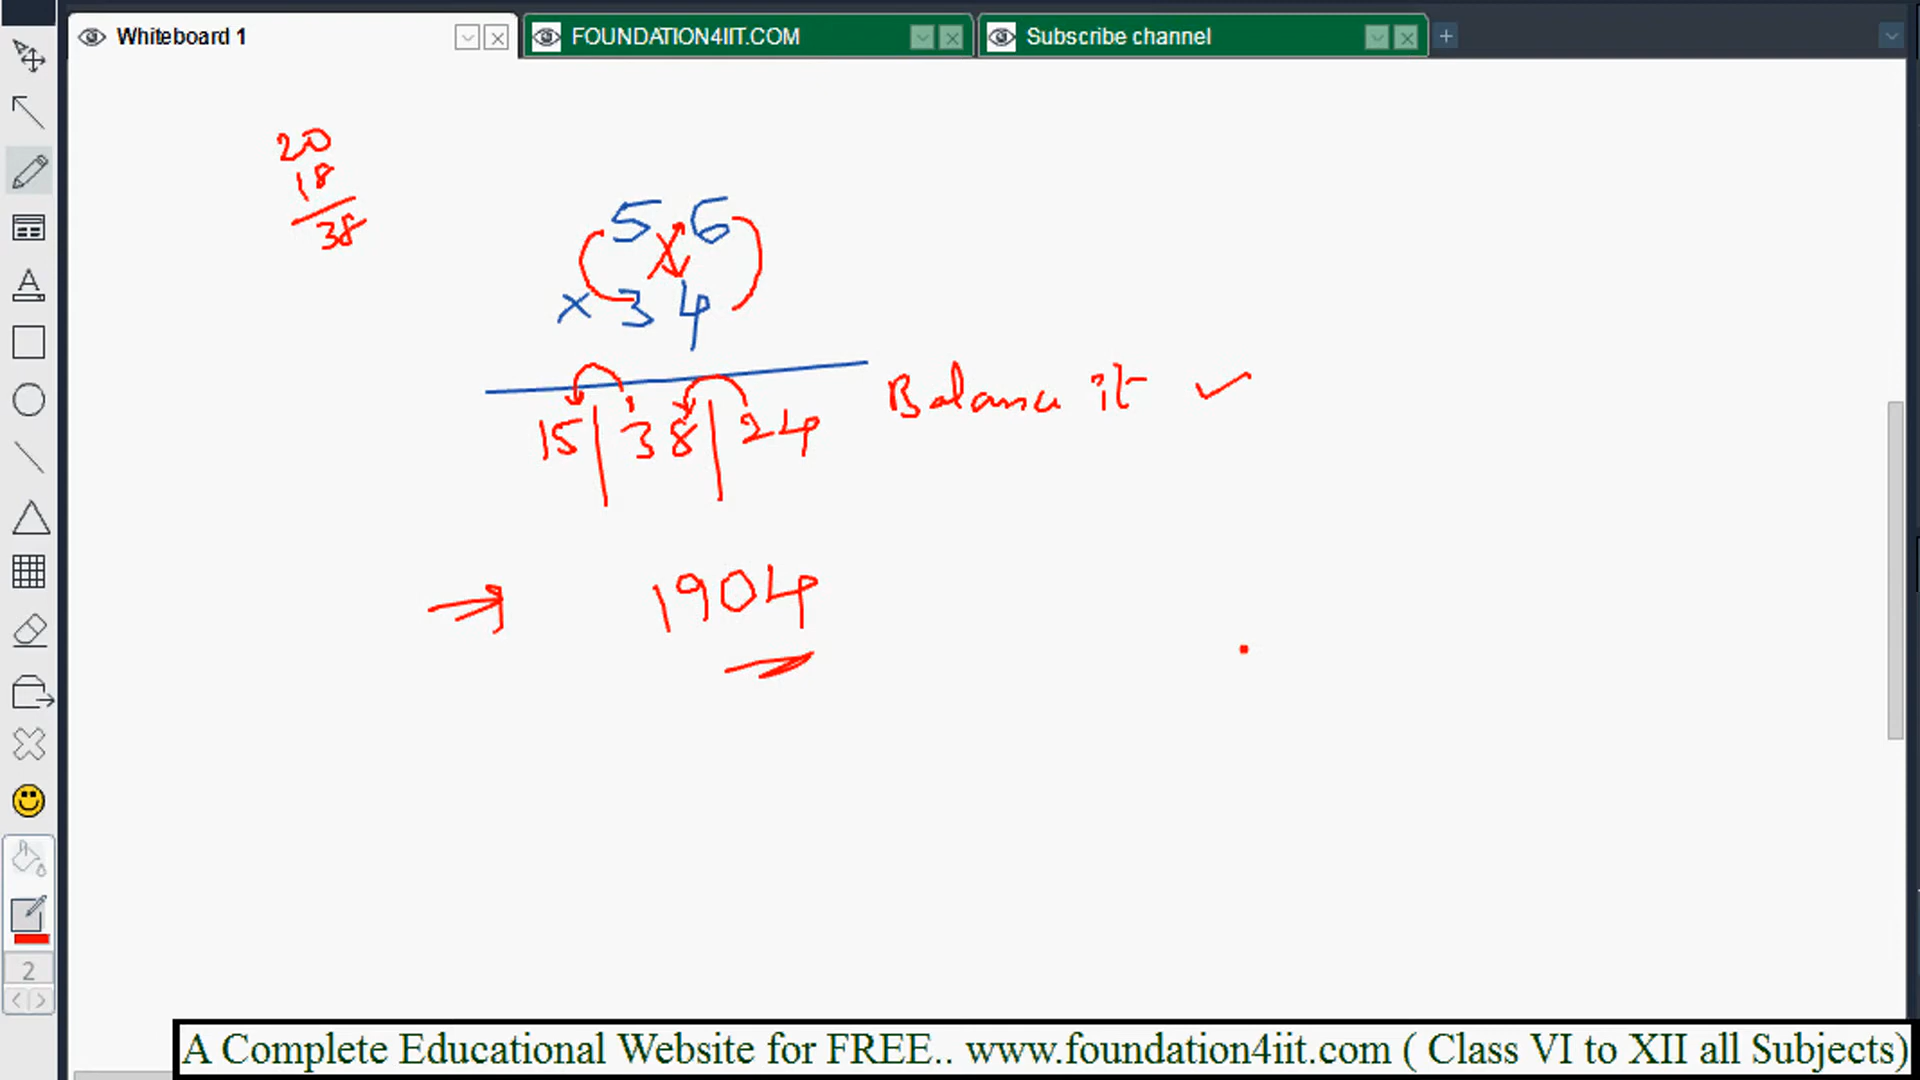 Whiteboard 1
FOUNDATION4IIT.COM
Subscribe channel
20
18
38
5 6
× 3 4
15 | 38 | 24
Balance it ✓
⇒ 1904
2
A Complete Educational Website for FREE.. www.foundation4iit.com ( Class VI to XII all Subjects)